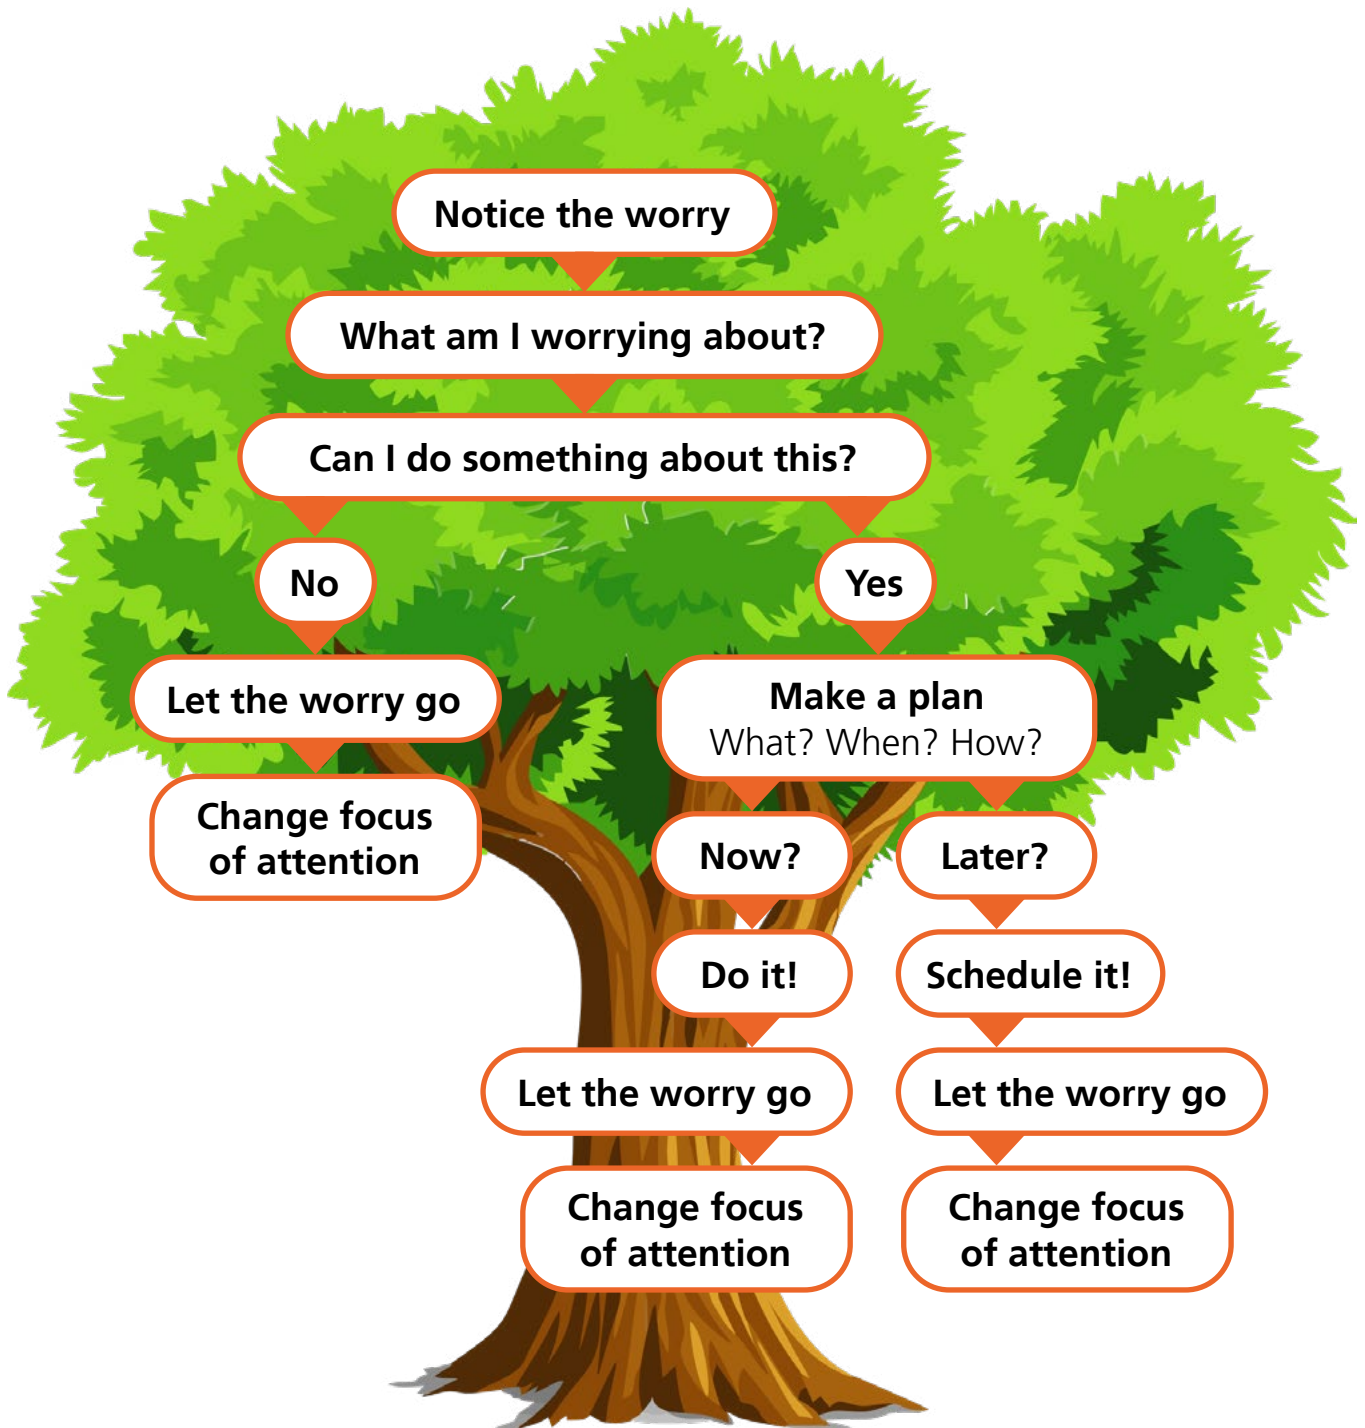 Notice the worry
What am I worrying about?
Can I do something about this?
No
Yes
Let the worry go
Make a plan
What? When? How?
Change focus
of attention
Now?
Later?
Do it!
Schedule it!
Let the worry go
Let the worry go
Change focus
of attention
Change focus
of attention